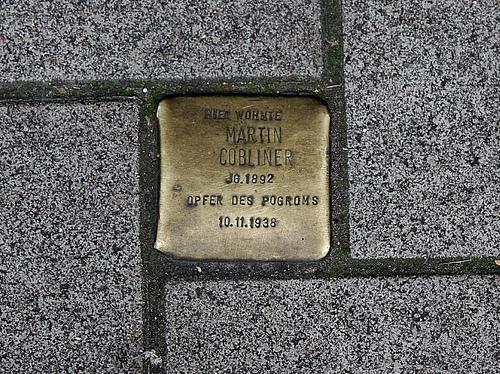 HIER WOHNTE
MARTIN
COBLINER
JG. 1892
OPFER DES POGROMS
10.11.1938